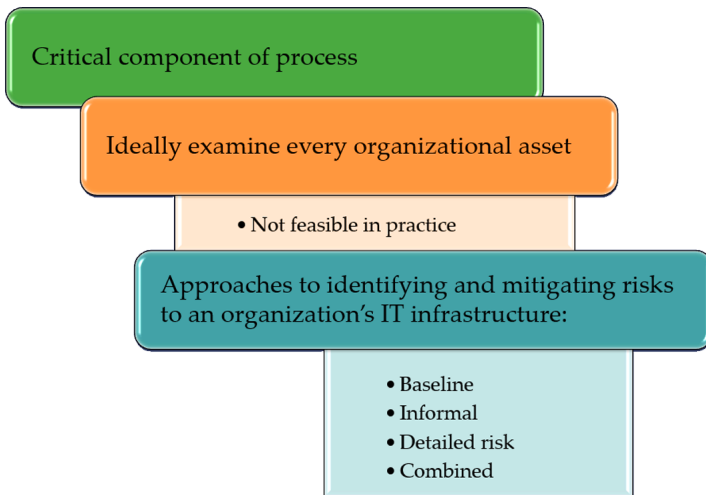 Critical component of process
Ideally examine every organizational asset
• Not feasible in practice
Approaches to identifying and mitigating risks
to an organization’s IT infrastructure:
• Baseline
• Informal
• Detailed risk
• Combined